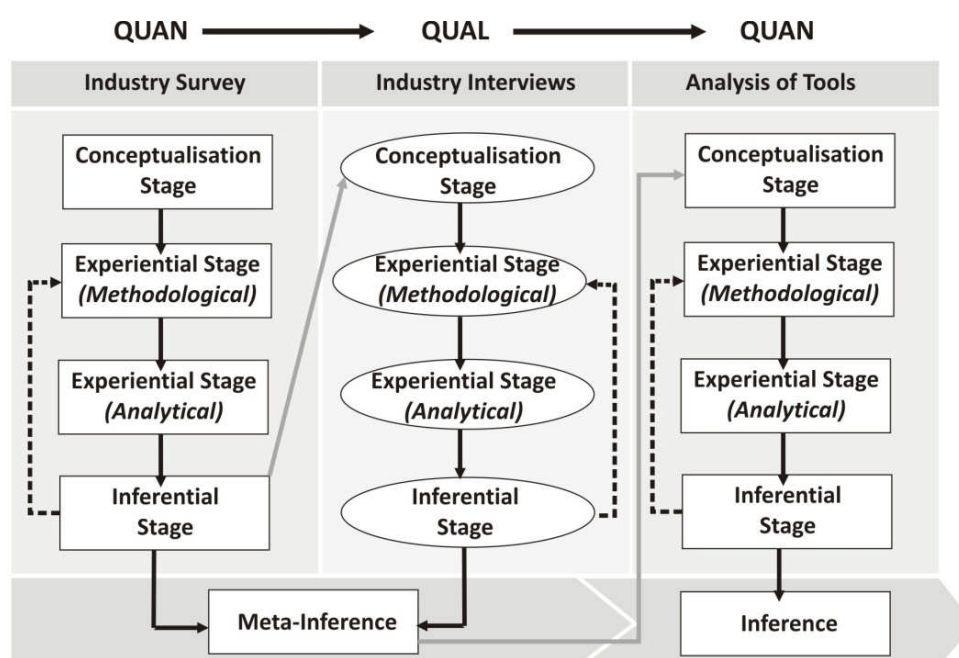 QUAN QUAL QUAN
Industry Survey Industry Interviews Analysis of Tools
Conceptualisation
Stage
Experiential Stage
(Methodological)
Experiential Stage
(Analytical)
Inferential
Stage
Conceptualisation
Stage
Experiential Stage
(Methodological)
Experiential Stage
(Analytical)
Inferential
Stage
Conceptualisation
Stage
Experiential Stage
(Methodological)
Experiential Stage
(Analytical)
Inferential
Stage
Meta-Inference
Inference